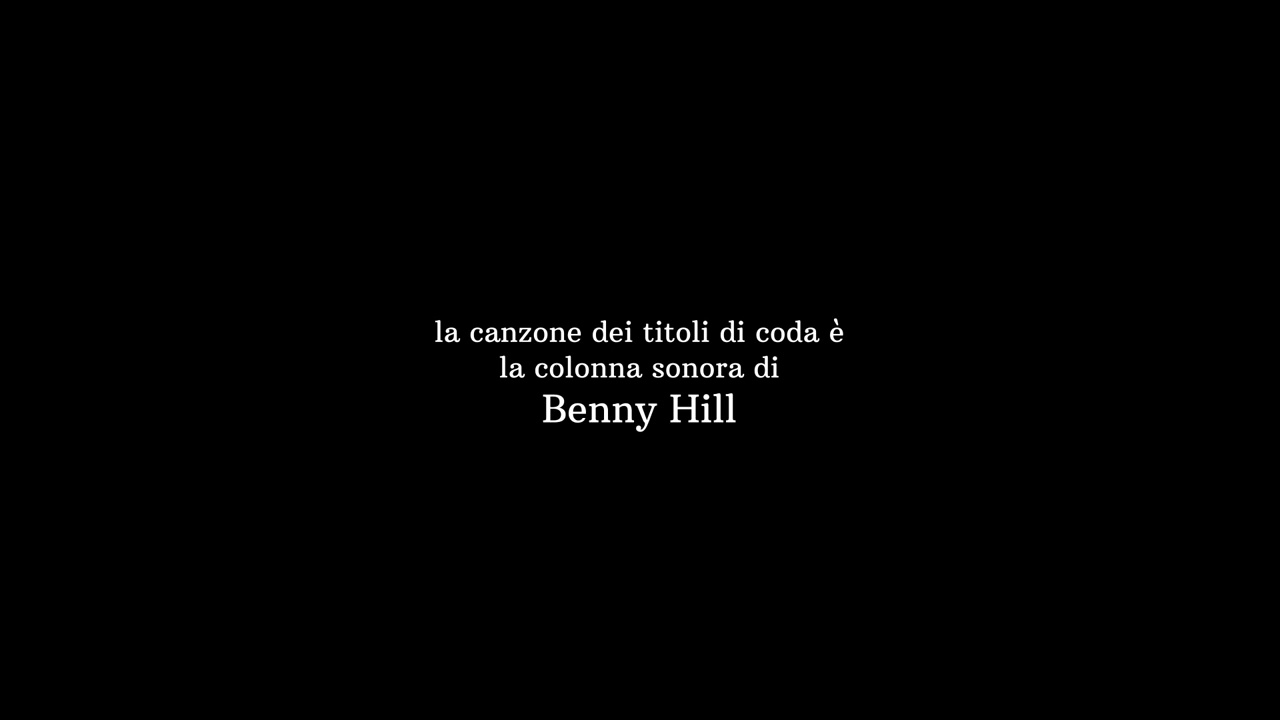 la canzone dei titoli di coda è
la colonna sonora di
Benny Hill